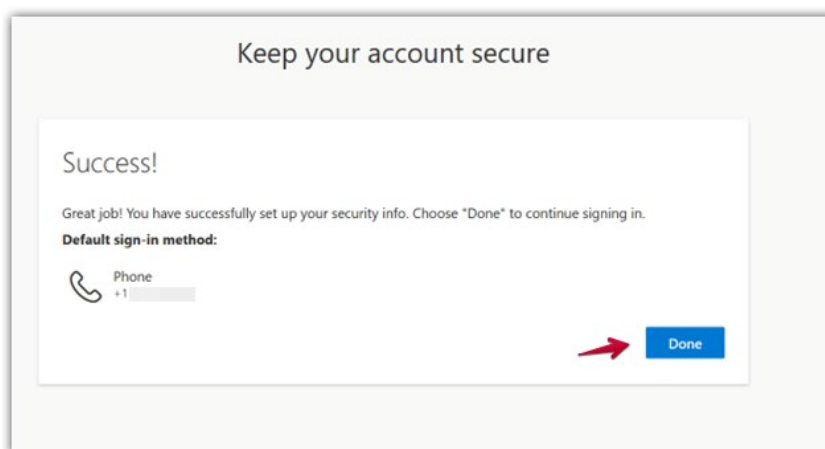 Keep your account secure
Success!
Great job! You have successfully set up your security info. Choose "Done" to continue signing in.
Default sign-in method:
Phone
+1
Done